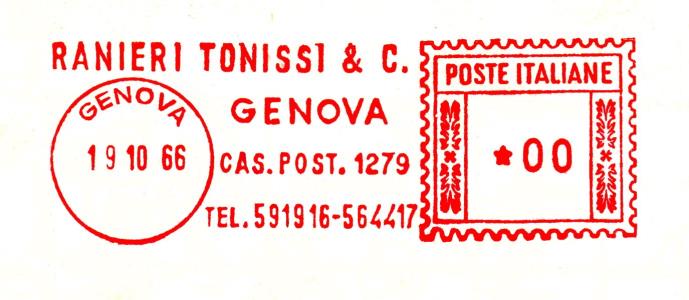 RANIERI TONISSI & C.
GENOVA
CAS. POST. 1279
TEL. 591916-564417
GENOVA
19 10 66
POSTE ITALIANE
*00